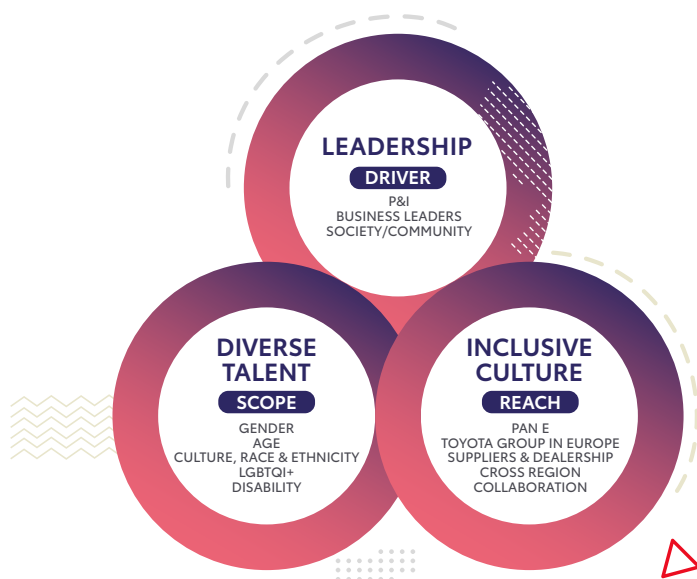 LEADERSHIP
DRIVER
P&I
BUSINESS LEADERS
SOCIETY/COMMUNITY
DIVERSE
TALENT
SCOPE
GENDER
AGE
CULTURE, RACE & ETHNICITY
LGBTQI+
DISABILITY
INCLUSIVE
CULTURE
REACH
PAN E
TOYOTA GROUP IN EUROPE
SUPPLIERS & DEALERSHIP
CROSS REGION
COLLABORATION